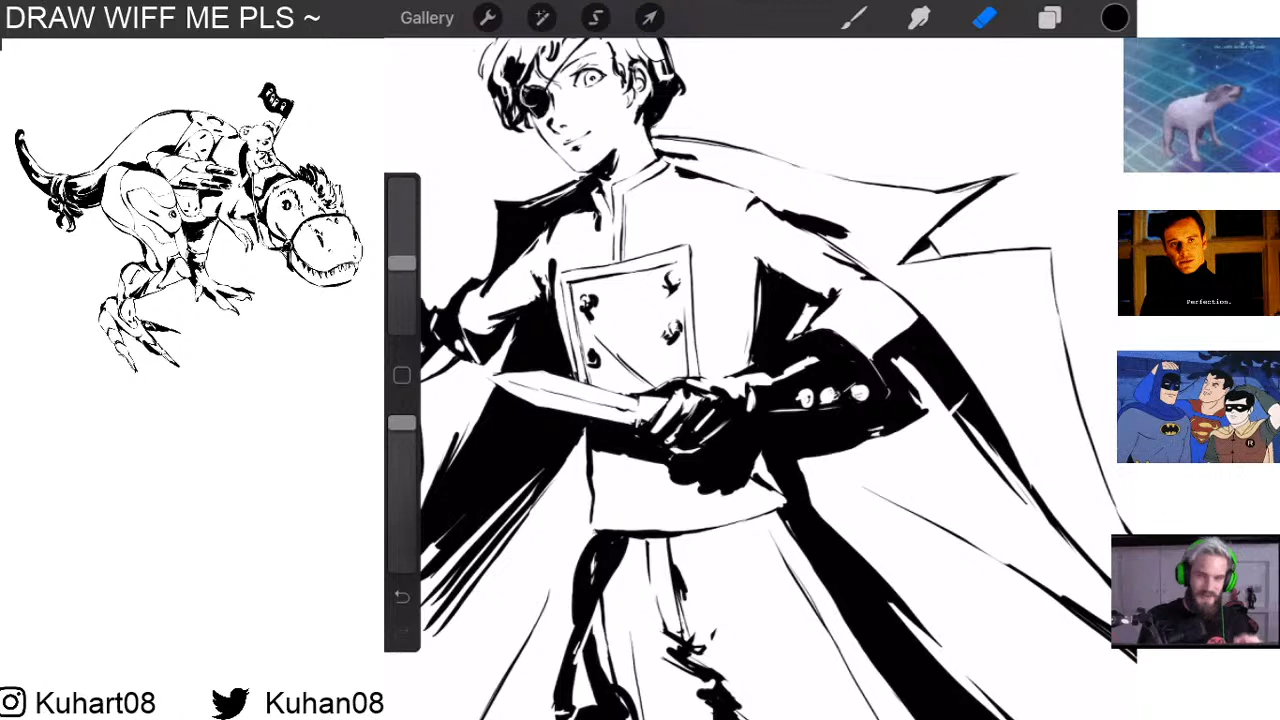 DRAW WIFF ME PLS ~
Gallery
Perfection.
R
Kuhart08
Kuhan08